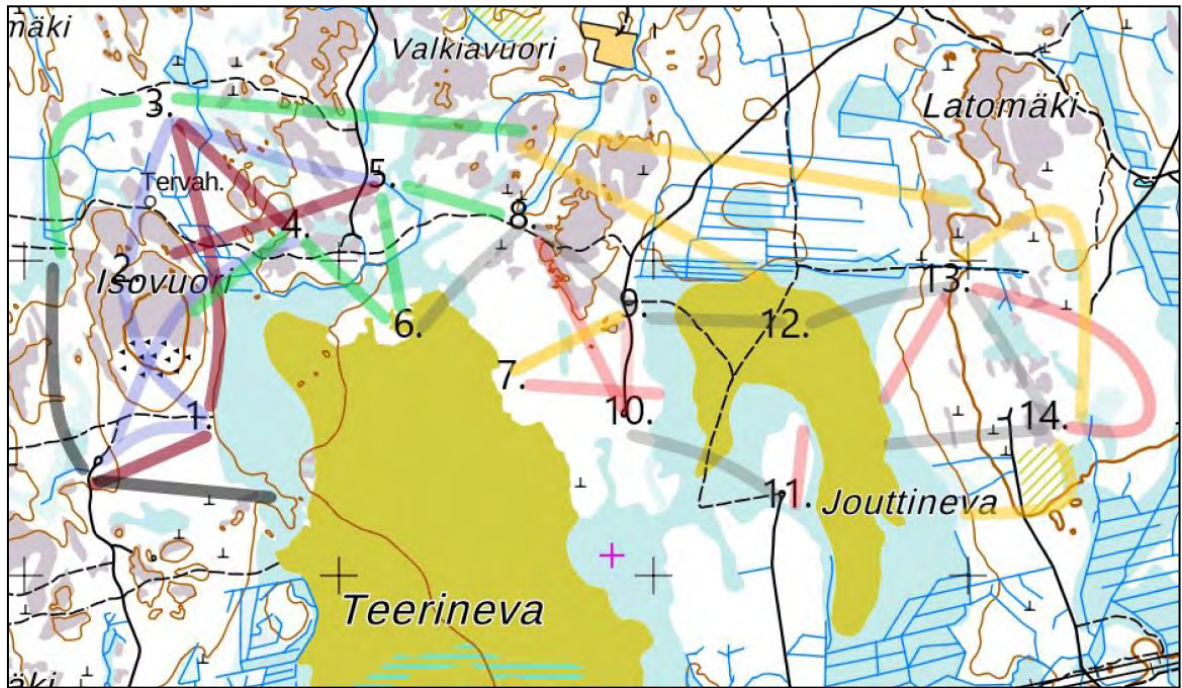 mäki
Valkiavuori
3.
Latomäki
Tervah.
5.
8.
4.
2.
Isovuori
13.
9.
6.
12.
7.
1.
10.
14.
11.
Jouttineva
Teerineva
äki